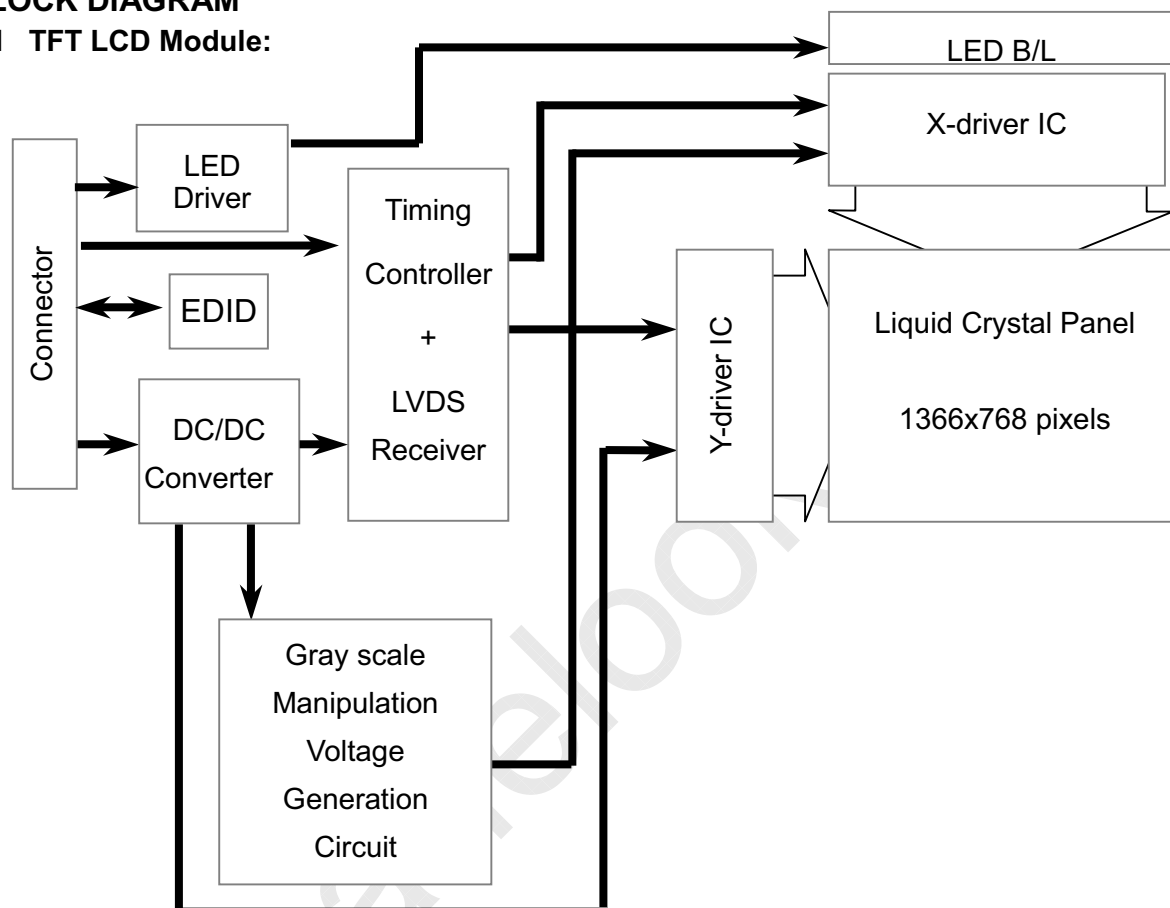 LOCK DIAGRAM
TFT LCD Module:
LED B/L
X-driver IC
LED
Driver
Timing
Controller
+
LVDS
Receiver
Connector
EDID
DC/DC
Converter
Y-driver IC
Liquid Crystal Panel
1366x768 pixels
Gray scale
Manipulation
Voltage
Generation
Circuit